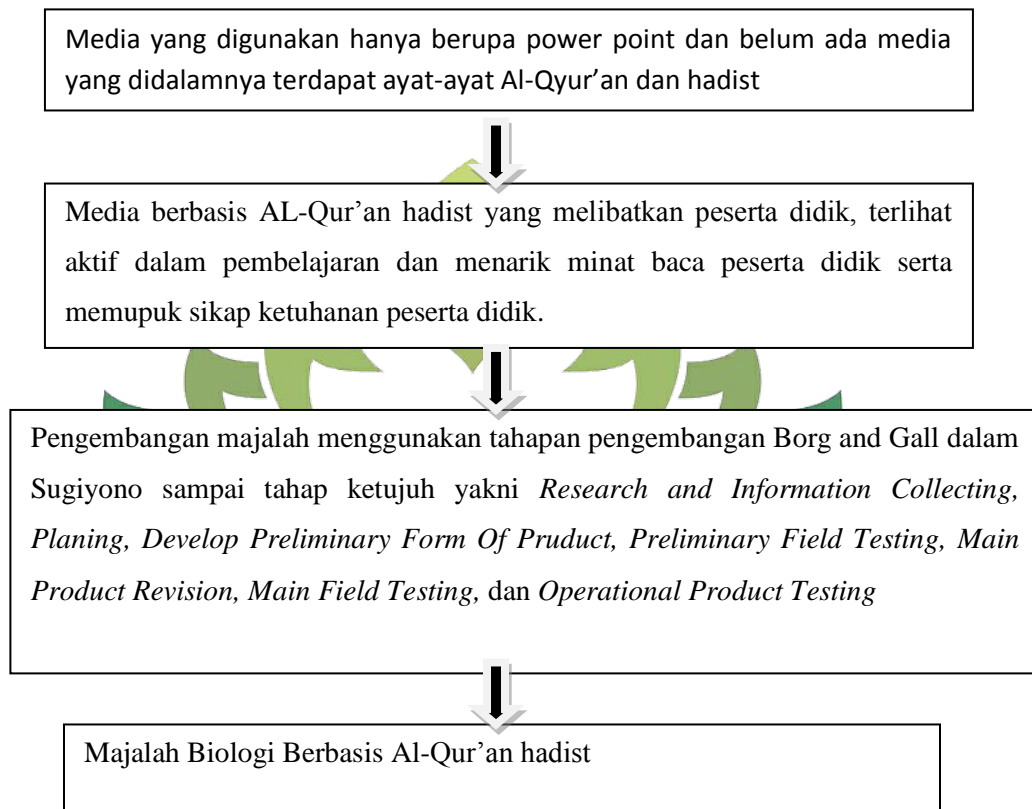 Media yang digunakan hanya berupa power point dan belum ada media
yang didalamnya terdapat ayat-ayat Al-Qyur’an dan hadist
Media berbasis AL-Qur’an hadist yang melibatkan peserta didik, terlihat
aktif dalam pembelajaran dan menarik minat baca peserta didik serta
memupuk sikap ketuhanan peserta didik.
Pengembangan majalah menggunakan tahapan pengembangan Borg and Gall dalam
Sugiyono sampai tahap ketujuh yakni Research and Information Collecting,
Planing, Develop Preliminary Form Of Pruduct, Preliminary Field Testing, Main
Product Revision, Main Field Testing, dan Operational Product Testing
Majalah Biologi Berbasis Al-Qur’an hadist